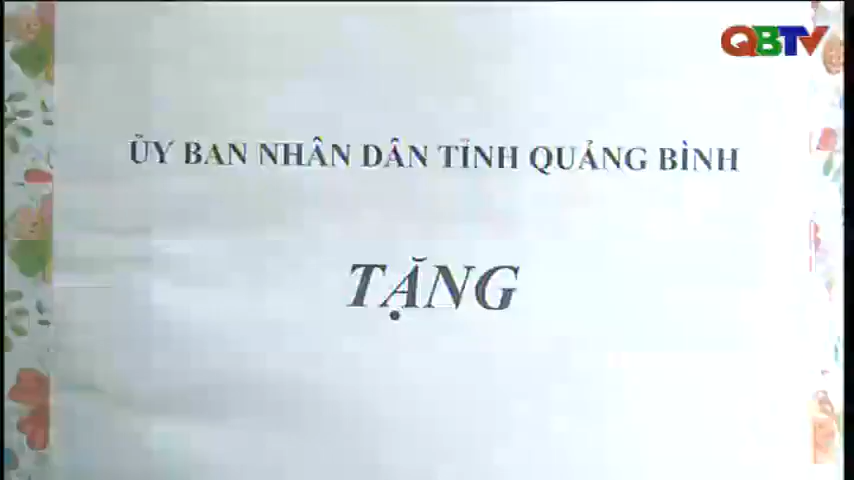 QBTV
ỦY BAN NHÂN DÂN TỈNH QUẢNG BÌNH
TẶNG